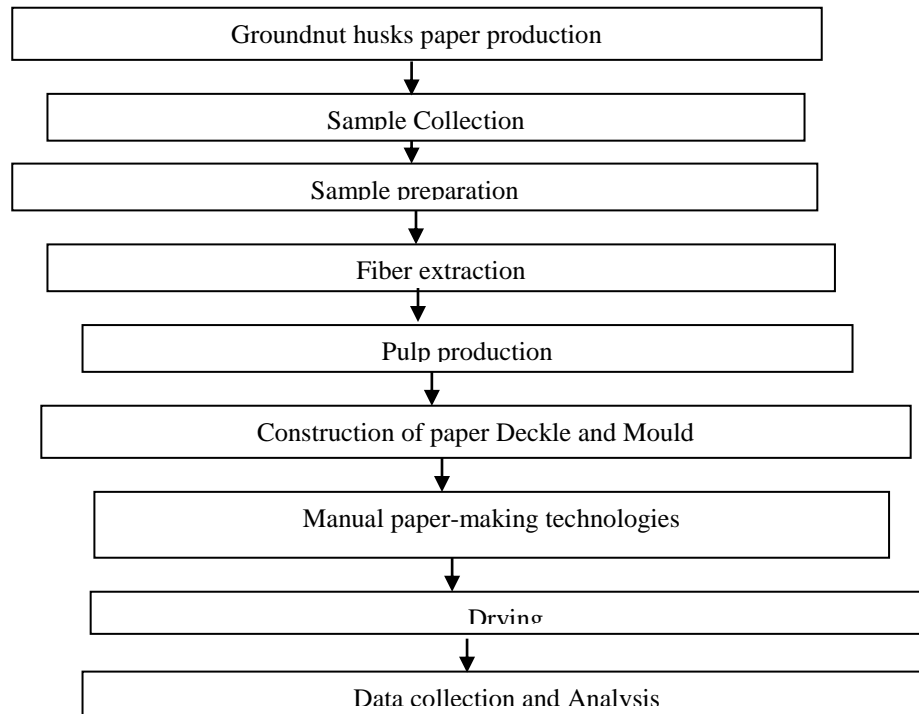 Groundnut husks paper production
Sample Collection
Sample preparation
Fiber extraction
Pulp production
Construction of paper Deckle and Mould
Manual paper-making technologies
Drying
Data collection and Analysis